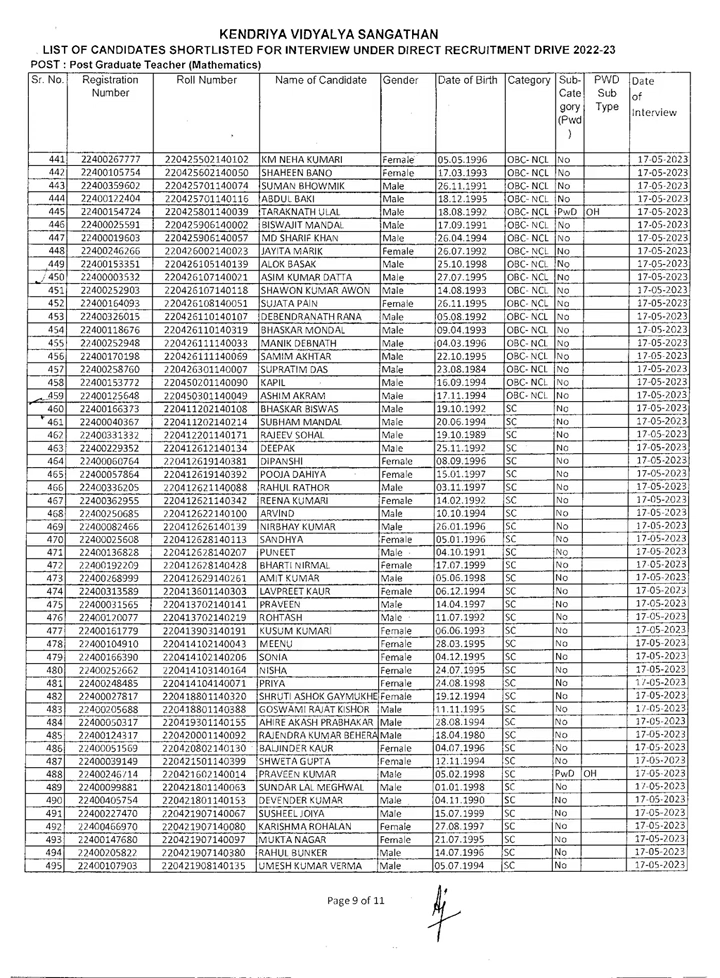 KENDRIYA VIDYALYA SANGATHAN
LIST OF CANDIDATES SHORTLISTED FOR INTERVIEW UNDER DIRECT RECRUITMENT DRIVE 2022-23
POST : Post Graduate Teacher (Mathematics)
Sr. No. Registration Number Roll Number Name of Candidate Gender Date of Birth Category Sub-Category (Pwd) PWD Sub Type Date of Interview
441 22400267777 220425502140102 KM NEHA KUMARI Female 05.05.1996 OBC- NCL No 17-05-2023
442 22400105754 220425602140050 SHAHEEN BANO Female 17.03.1993 OBC- NCL No 17-05-2023
443 22400359602 220425701140074 SUMAN BHOWMIK Male 26.11.1991 OBC- NCL No 17-05-2023
444 22400122404 220425701140116 ABDUL BAKI Male 18.12.1995 OBC- NCL No 17-05-2023
445 22400154724 220425801140039 TARAKNATH ULAL Male 18.08.1992 OBC- NCL PwD OH 17-05-2023
446 22400025591 220425906140002 BISWAJIT MANDAL Male 17.09.1991 OBC- NCL No 17-05-2023
447 22400019603 220425906140057 MD SHARIF KHAN Male 26.04.1994 OBC- NCL No 17-05-2023
448 22400246266 220426002140023 JAYITA MARIK Female 26.07.1992 OBC- NCL No 17-05-2023
449 22400153351 220426105140139 ALOK BASAK Male 25.10.1998 OBC- NCL No 17-05-2023
450 22400003532 220426107140021 ASIM KUMAR DATTA Male 27.07.1995 OBC- NCL No 17-05-2023
451 22400252903 220426107140118 SHAWON KUMAR AWON Male 14.08.1993 OBC- NCL No 17-05-2023
452 22400164093 220426108140051 SUJATA PAIN Female 26.11.1995 OBC- NCL No 17-05-2023
453 22400326015 220426110140107 DEBENDRANATH RANA Male 05.08.1992 OBC- NCL No 17-05-2023
454 22400118676 220426110140319 BHASKAR MONDAL Male 09.04.1993 OBC- NCL No 17-05-2023
455 22400252948 220426111140033 MANIK DEBNATH Male 04.03.1996 OBC- NCL No 17-05-2023
456 22400170198 220426111140069 SAMIM AKHTAR Male 22.10.1995 OBC- NCL No 17-05-2023
457 22400258760 220426301140007 SUPRATIM DAS Male 23.08.1984 OBC- NCL No 17-05-2023
458 22400153772 220450201140090 KAPIL Male 16.09.1994 OBC- NCL No 17-05-2023
459 22400125648 220450301140049 ASHIM AKRAM Male 17.11.1994 OBC- NCL No 17-05-2023
460 22400166373 220411202140108 BHASKAR BISWAS Male 19.10.1992 SC No 17-05-2023
461 22400040367 220411202140214 SUBHAM MANDAL Male 20.06.1994 SC No 17-05-2023
462 22400331332 220412201140171 RAJEEV SOHAL Male 19.10.1989 SC No 17-05-2023
463 22400229352 220412612140134 DEEPAK Male 25.11.1992 SC No 17-05-2023
464 22400060764 220412619140381 DIPANSHI Female 08.09.1996 SC No 17-05-2023
465 22400057864 220412619140392 POOJA DAHIYA Female 15.01.1997 SC No 17-05-2023
466 22400336205 220412621140088 RAHUL RATHOR Male 03.11.1997 SC No 17-05-2023
467 22400362955 220412621140342 REENA KUMARI Female 14.02.1992 SC No 17-05-2023
468 22400250685 220412622140100 ARVIND Male 10.10.1994 SC No 17-05-2023
469 22400082466 220412626140139 NIRBHAY KUMAR Male 26.01.1996 SC No 17-05-2023
470 22400025608 220412628140113 SANDHYA Female 05.01.1996 SC No 17-05-2023
471 22400136828 220412628140207 PUNEET Male 04.10.1991 SC No 17-05-2023
472 22400192209 220412628140428 BHARTI NIRMAL Female 17.07.1999 SC No 17-05-2023
473 22400268999 220412629140261 AMIT KUMAR Male 05.06.1998 SC No 17-05-2023
474 22400313589 220413601140303 LAVPREET KAUR Female 06.12.1994 SC No 17-05-2023
475 22400031565 220413702140141 PRAVEEN Male 14.04.1997 SC No 17-05-2023
476 22400120077 220413702140219 ROHTASH Male 11.07.1992 SC No 17-05-2023
477 22400161779 220413903140191 KUSUM KUMARI Female 06.06.1993 SC No 17-05-2023
478 22400104910 220414102140043 MEENU Female 28.03.1995 SC No 17-05-2023
479 22400166390 220414102140206 SONIA Female 04.12.1995 SC No 17-05-2023
480 22400252662 220414103140164 NISHA Female 24.07.1995 SC No 17-05-2023
481 22400248485 220414104140071 PRIYA Female 24.08.1998 SC No 17-05-2023
482 22400027817 220418801140320 SHRUTI ASHOK GAYMUKHE Female 19.12.1994 SC No 17-05-2023
483 22400205688 220418801140388 GOSWAMI RAJAT KISHOR Male 11.11.1995 SC No 17-05-2023
484 22400050317 220419301140155 AHIRE AKASH PRABHAKAR Male 28.08.1994 SC No 17-05-2023
485 22400124317 220420001140092 RAJENDRA KUMAR BEHERA Male 18.04.1980 SC No 17-05-2023
486 22400051569 220420802140130 BALJINDER KAUR Female 04.07.1996 SC No 17-05-2023
487 22400039149 220421501140399 SHWETA GUPTA Female 12.11.1994 SC No 17-05-2023
488 22400246714 220421602140014 PRAVEEN KUMAR Male 05.02.1998 SC PwD OH 17-05-2023
489 22400099881 220421801140063 SUNDAR LAL MEGHWAL Male 01.01.1998 SC No 17-05-2023
490 22400405754 220421801140153 DEVENDER KUMAR Male 04.11.1990 SC No 17-05-2023
491 22400227470 220421907140067 SUSHEEL JOIYA Male 15.07.1999 SC No 17-05-2023
492 22400466970 220421907140080 KARISHMA ROHALAN Female 27.08.1997 SC No 17-05-2023
493 22400147680 220421907140097 MUKTA NAGAR Female 21.07.1995 SC No 17-05-2023
494 22400205822 220421907140380 RAHUL BUNKER Male 14.07.1996 SC No 17-05-2023
495 22400107903 220421908140135 UMESH KUMAR VERMA Male 05.07.1994 SC No 17-05-2023
Page 9 of 11